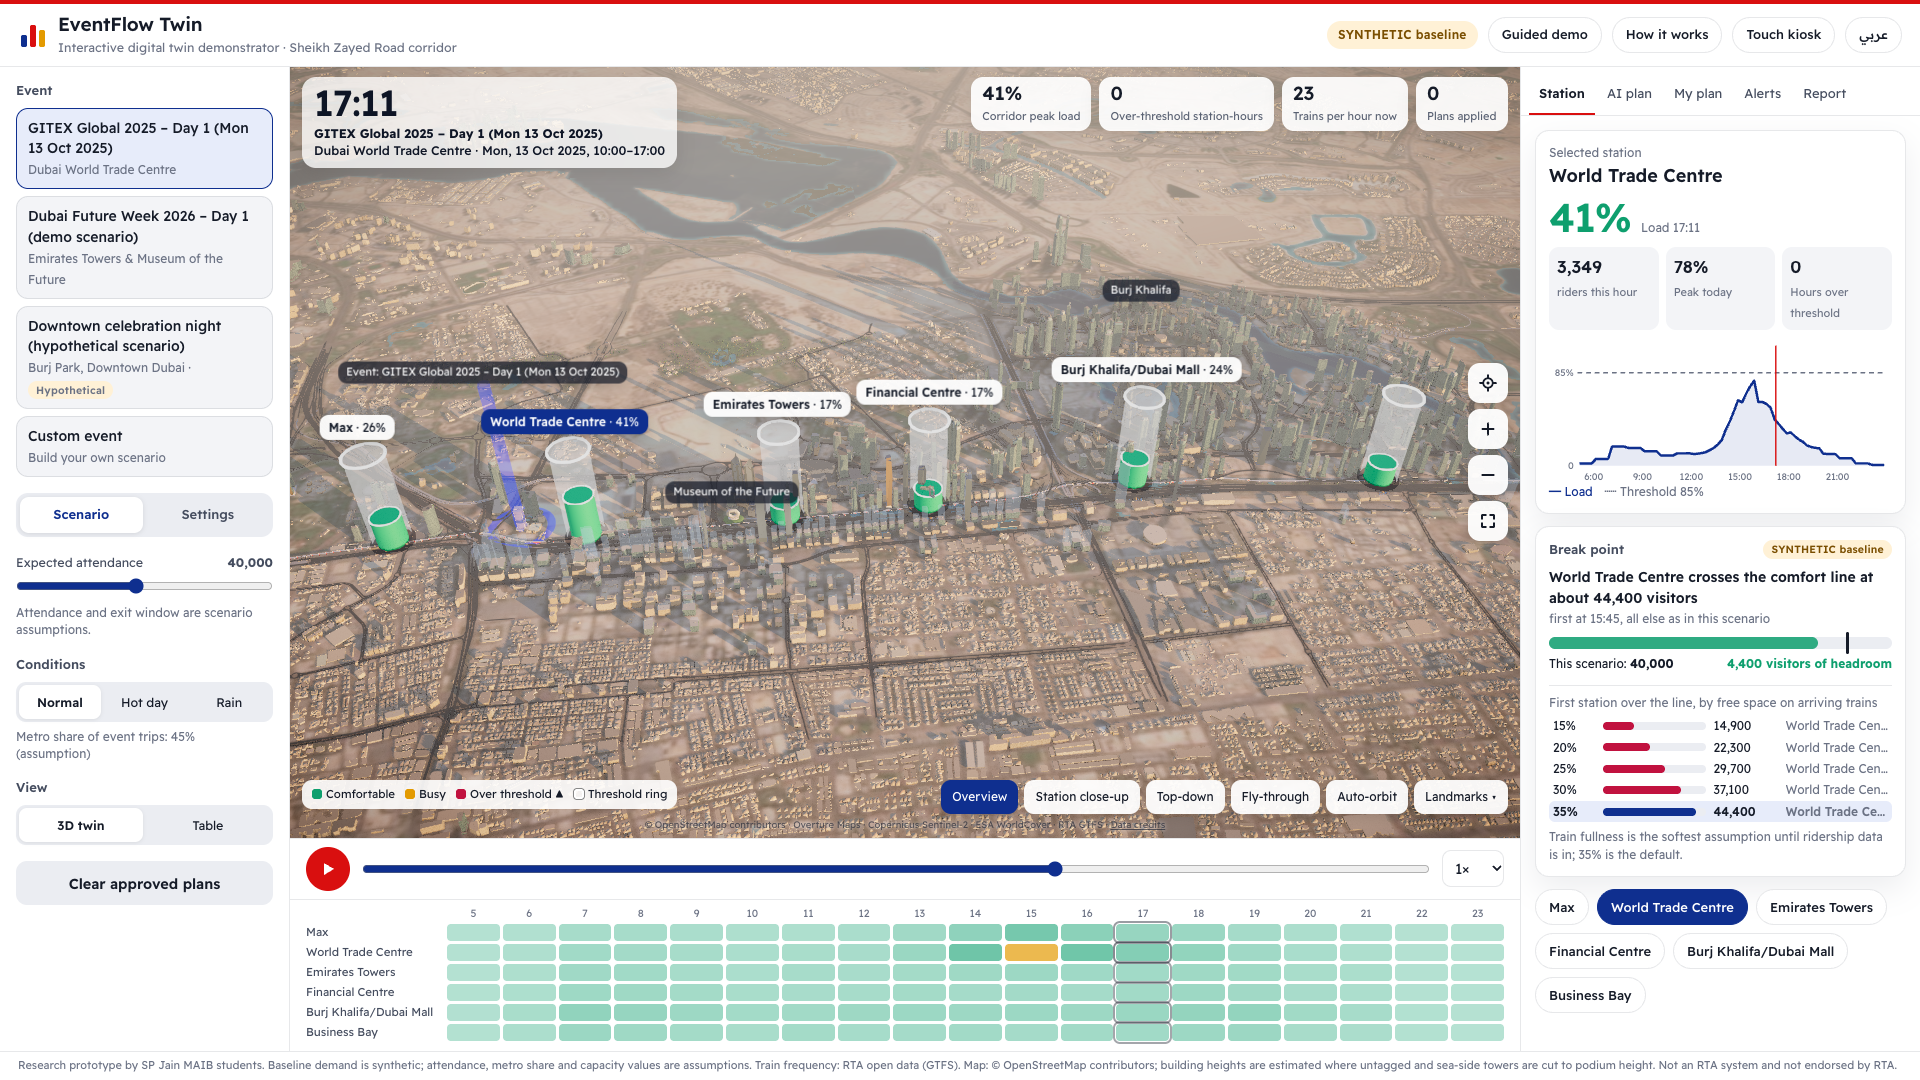 EventFlow Twin
Interactive digital twin demonstrator · Sheikh Zayed Road corridor
SYNTHETIC baseline
Guided demo
How it works
Touch kiosk
عربي
Event
GITEX Global 2025 – Day 1 (Mon
13 Oct 2025)
Dubai World Trade Centre
Dubai Future Week 2026 – Day 1
(demo scenario)
Emirates Towers & Museum of the
Future
Downtown celebration night
(hypothetical scenario)
Burj Park, Downtown Dubai ·
Hypothetical
Custom event
Build your own scenario
Scenario
Settings
Expected attendance
40,000
Attendance and exit window are scenario
assumptions.
Conditions
Normal
Hot day
Rain
Metro share of event trips: 45%
(assumption)
View
3D twin
Table
Clear approved plans
17:11
GITEX Global 2025 – Day 1 (Mon 13 Oct 2025)
Dubai World Trade Centre · Mon, 13 Oct 2025, 10:00–17:00
41%
Corridor peak load
0
Over-threshold station-hours
23
Trains per hour now
0
Plans applied
Burj Khalifa
Event: GITEX Global 2025 – Day 1 (Mon 13 Oct 2025)
Burj Khalifa/Dubai Mall · 24%
Financial Centre · 17%
Emirates Towers · 17%
World Trade Centre · 41%
Max · 26%
Museum of the Future
Comfortable
Busy
Over threshold ▲
Threshold ring
Overview
Station close-up
Top-down
Fly-through
Auto-orbit
Landmarks
© OpenStreetMap contributors · Overture Maps · Copernicus Sentinel-2 · ESA WorldCover · RTA GTFS · Data credits
1×
5 6 7 8 9 10 11 12 13 14 15 16 17 18 19 20 21 22 23
Max
World Trade Centre
Emirates Towers
Financial Centre
Burj Khalifa/Dubai Mall
Business Bay
Station
AI plan
My plan
Alerts
Report
Selected station
World Trade Centre
41% Load 17:11
3,349
riders this hour
78%
Peak today
0
Hours over
threshold
85%
0
6:00 9:00 12:00 15:00 18:00 21:00
Load
Threshold 85%
Break point
SYNTHETIC baseline
World Trade Centre crosses the comfort line at
about 44,400 visitors
first at 15:45, all else as in this scenario
This scenario: 40,000
4,400 visitors of headroom
First station over the line, by free space on arriving trains
15% 14,900 World Trade Cen...
20% 22,300 World Trade Cen...
25% 29,700 World Trade Cen...
30% 37,100 World Trade Cen...
35% 44,400 World Trade Ce...
Train fullness is the softest assumption until ridership data
is in; 35% is the default.
Max
World Trade Centre
Emirates Towers
Financial Centre
Burj Khalifa/Dubai Mall
Business Bay
Research prototype by SP Jain MAIB students. Baseline demand is synthetic; attendance, metro share and capacity values are assumptions. Train frequency: RTA open data (GTFS). Map: © OpenStreetMap contributors; building heights are estimated where untagged and sea-side towers are cut to podium height. Not an RTA system and not endorsed by RTA.